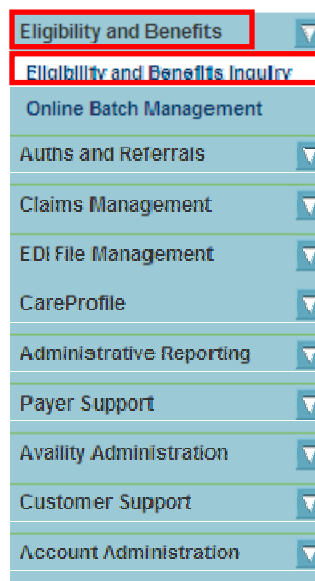 Eligibility and Benefits
Eligibility and Benefits Inquiry
Online Batch Management
Auths and Referrals
Claims Management
EDI File Management
CareProfile
Administrative Reporting
Payer Support
Availity Administration
Customer Support
Account Administration